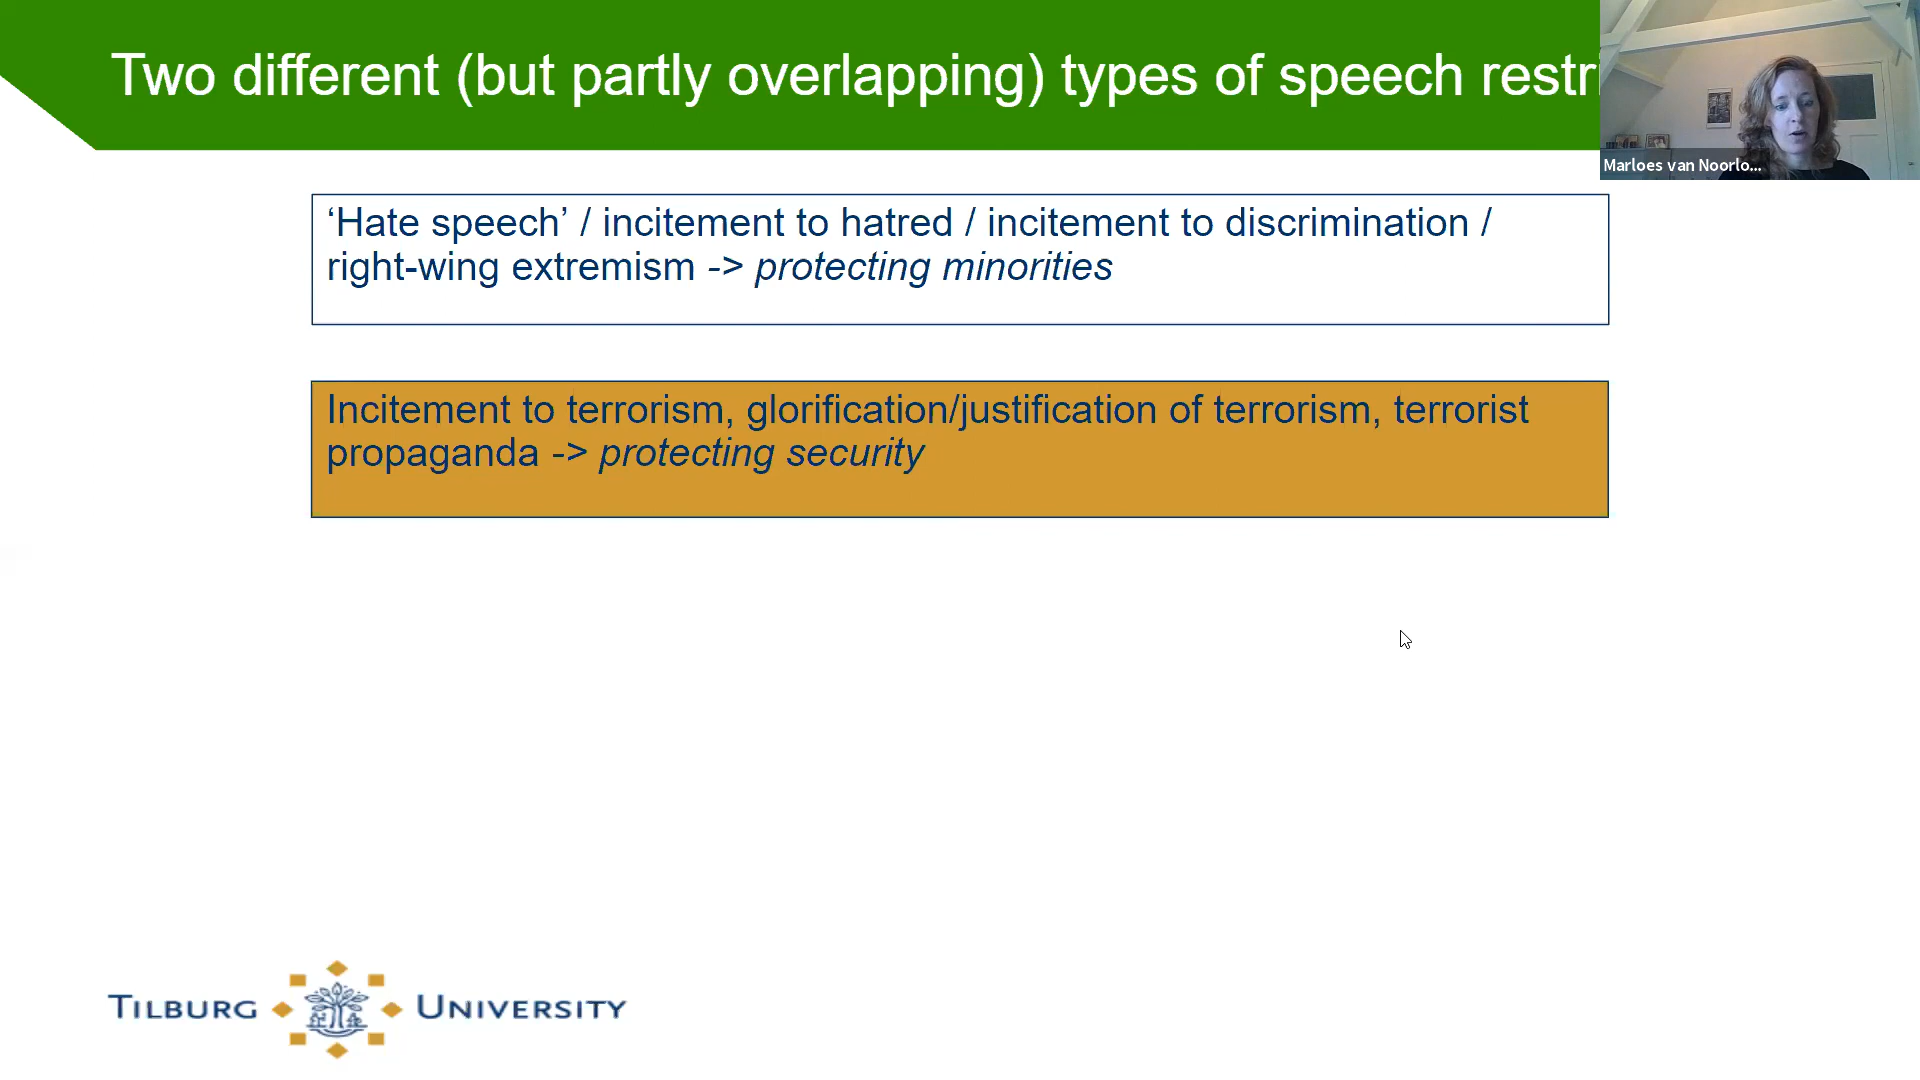 Two different (but partly overlapping) types of speech restri
Marloes van Noorlo...
‘Hate speech’ / incitement to hatred / incitement to discrimination /
right-wing extremism -> protecting minorities
Incitement to terrorism, glorification/justification of terrorism, terrorist
propaganda -> protecting security
TILBURG UNIVERSITY